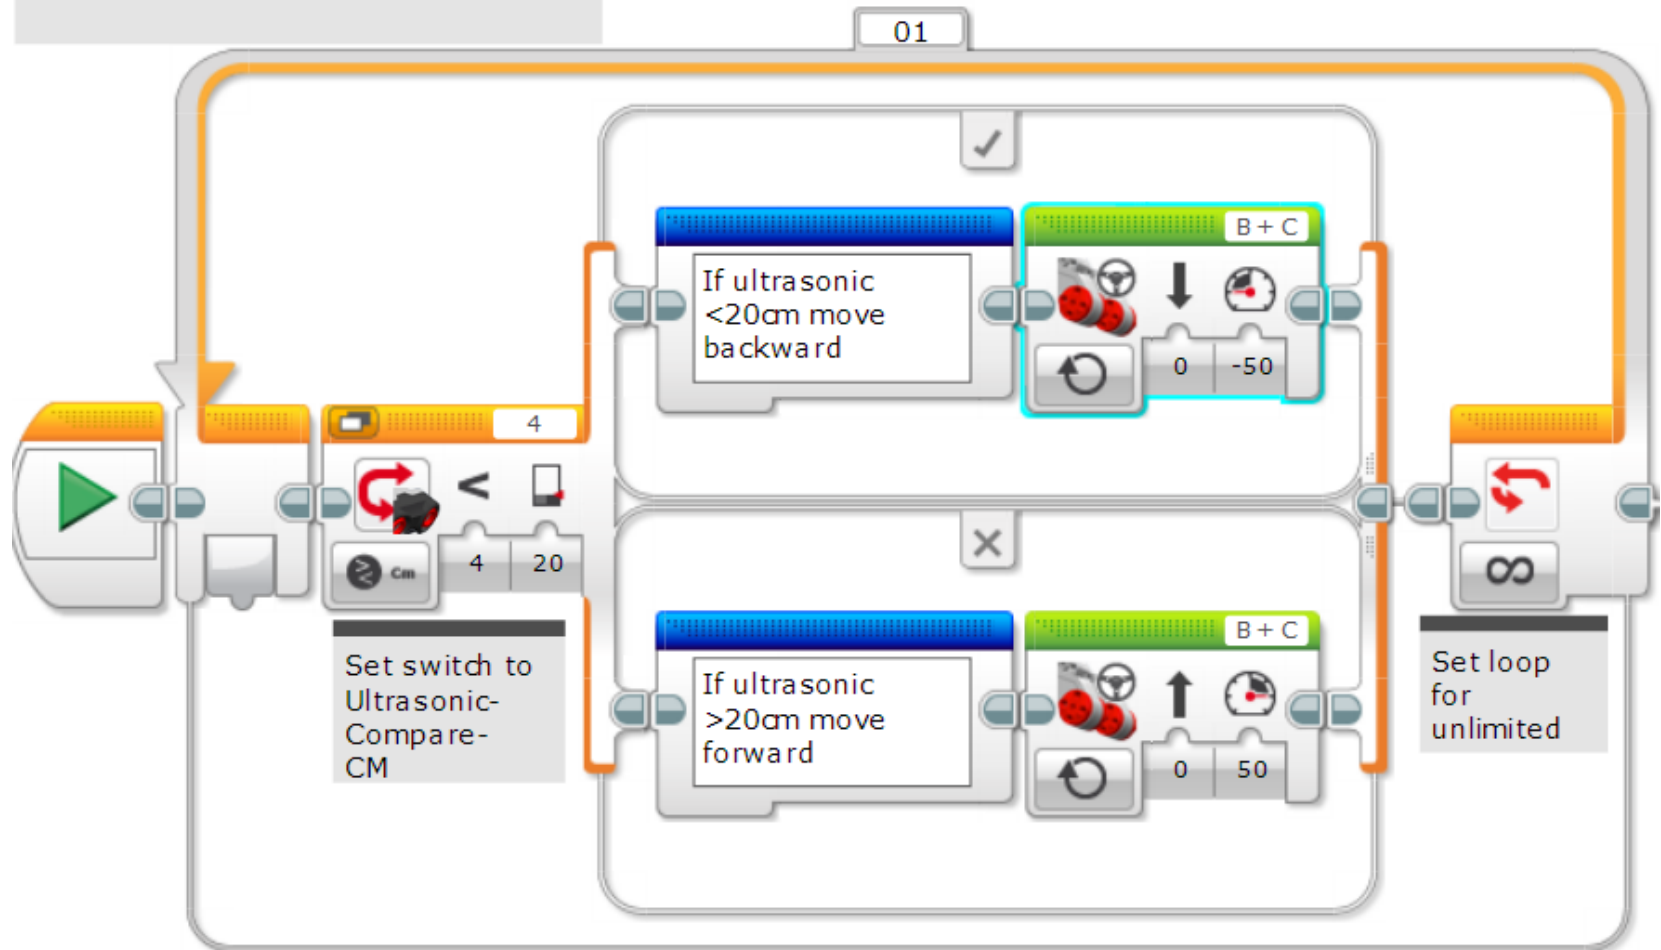 01
If ultrasonic
<20cm move
backward
B + C
0
-50
4
<
Cm
4
20
Set switch to
Ultrasonic-
Compare-
CM
If ultrasonic
>20cm move
forward
B + C
0
50
∞
Set loop
for
unlimited